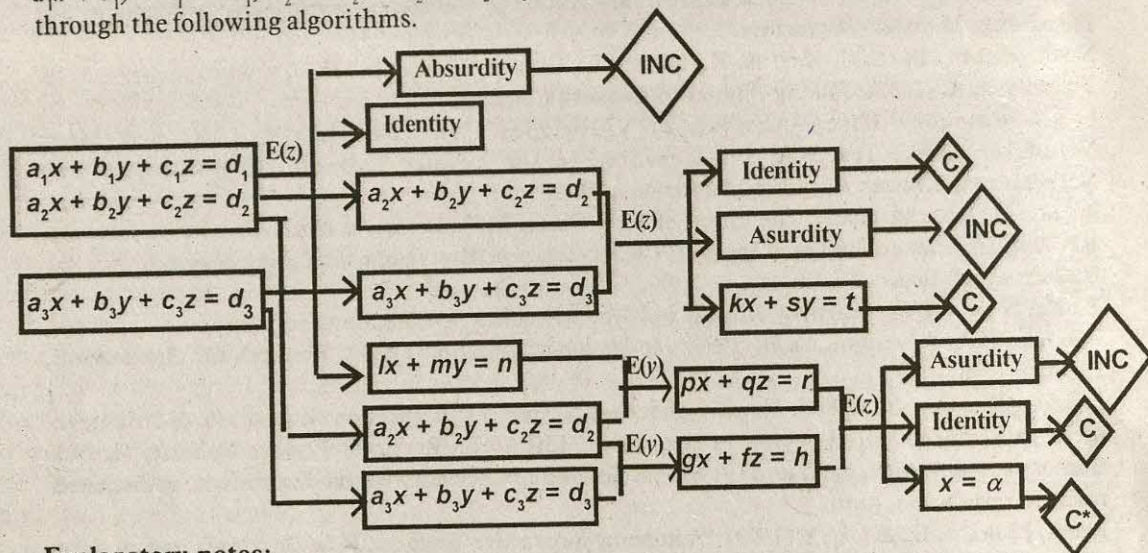 through the following algorithms.
Absurdity
INC
Identity
E(z)
a₁x + b₁y + c₁z = d₁
a₂x + b₂y + c₂z = d₂
a₃x + b₃y + c₃z = d₃
a₂x + b₂y + c₂z = d₂
a₃x + b₃y + c₃z = d₃
E(z)
Identity
C
Asurdity
INC
kx + sy = t
C
lx + my = n
a₂x + b₂y + c₂z = d₂
a₃x + b₃y + c₃z = d₃
E(y)
E(y)
px + qz = r
gx + fz = h
E(z)
Asurdity
INC
Identity
C
x = α
C*
Explanatory notes: